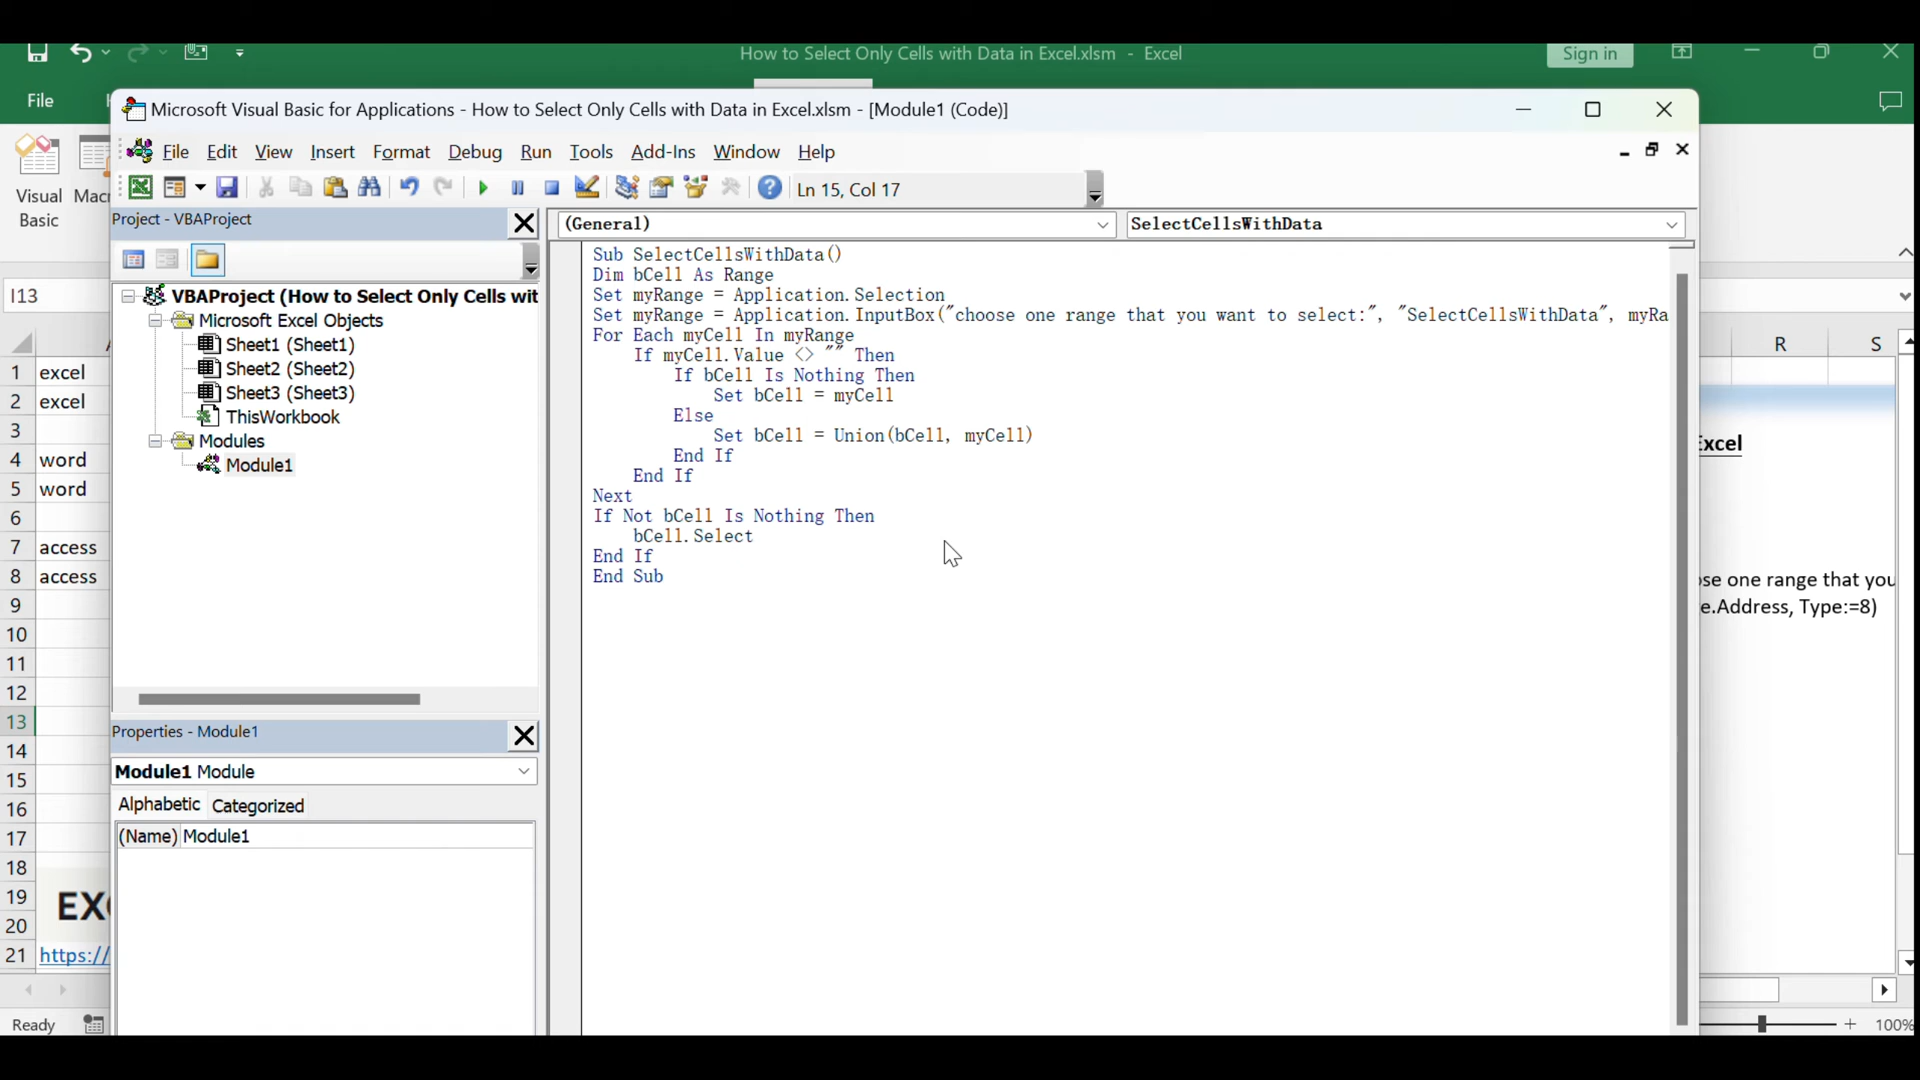 How to Select Only Cells with Data in Excel.xlsm - Excel
Sign in
File
Microsoft Visual Basic for Applications - How to Select Only Cells with Data in Excel.xlsm - [Module1 (Code)]
File Edit View Insert Format Debug Run Tools Add-Ins Window Help
Ln 15, Col 17
Visual
Basic
Mac
Project - VBAProject
(General)
SelectCellsWithData
I13
VBAProject (How to Select Only Cells wit
Microsoft Excel Objects
Sheet1 (Sheet1)
Sheet2 (Sheet2)
Sheet3 (Sheet3)
ThisWorkbook
Modules
Module1
Sub SelectCellsWithData()
Dim bCell As Range
Set myRange = Application.Selection
Set myRange = Application.InputBox("choose one range that you want to select:", "SelectCellsWithData", myRa
For Each myCell In myRange
If myCell.Value <> "" Then
If bCell Is Nothing Then
Set bCell = myCell
Else
Set bCell = Union(bCell, myCell)
End If
End If
Next
If Not bCell Is Nothing Then
bCell.Select
End If
End Sub
R S
Excel
ose one range that you
e.Address, Type:=8)
1 excel
2 excel
3
4 word
5 word
6
7 access
8 access
9
10
11
12
13
14
15
16
17
18
19
20
21 https://
EXC
Properties - Module1
Module1 Module
Alphabetic Categorized
(Name) Module1
Ready
100%